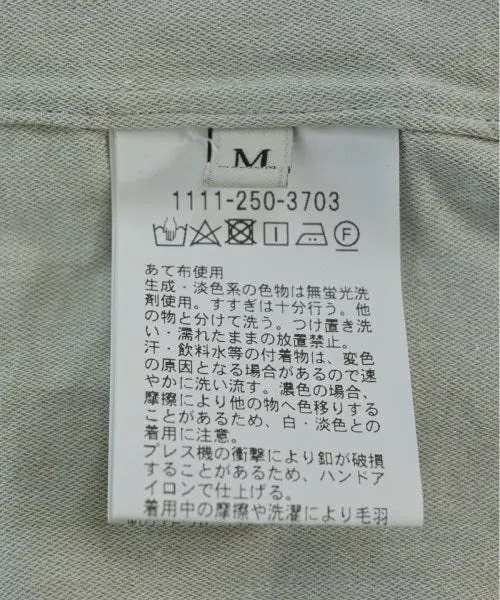 M
1111-250-3703
F
あて布使用
生成・淡色系の色物は無蛍光洗
剤使用。すすぎは十分行う。他
の物と分けて洗う。つけ置き洗
い・濡れたままの放置禁止。
汗・飲料水等の付着物は、変色
の原因となる場合があるので速
やかに洗い流す。濃色の場合、
摩擦により他の物へ色移りする
ことがあるため、白・淡色との
着用に注意。
プレス機の衝撃により釦が破損
することがあるため、ハンドア
イロンで仕上げる。
着用中の摩擦や洗濯により毛羽